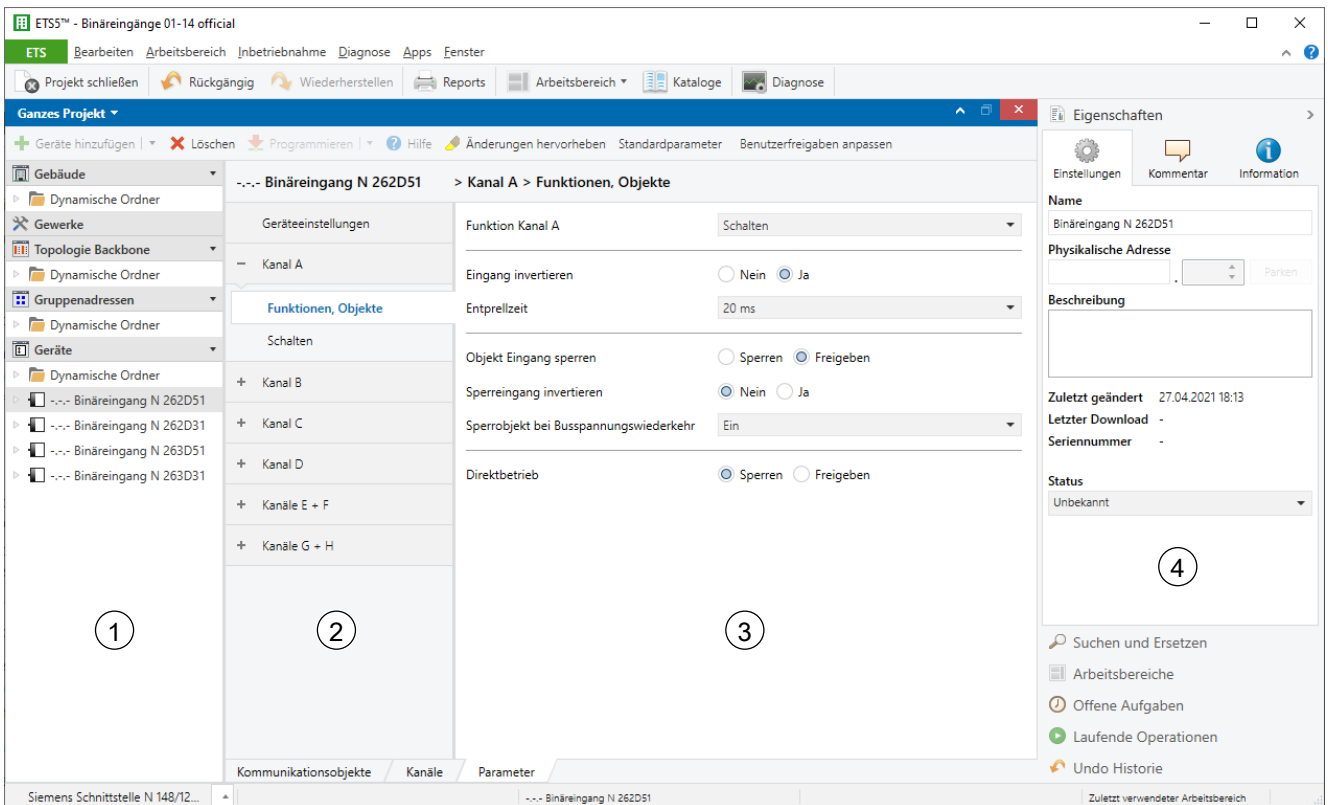 ETS5™ - Binäreingänge 01-14 official
ETS Bearbeiten Arbeitsbereich Inbetriebnahme Diagnose Apps Fenster
Projekt schließen Rückgängig Wiederherstellen Reports Arbeitsbereich Kataloge Diagnose
Ganzes Projekt
Geräte hinzufügen Löschen Programmieren Hilfe Änderungen hervorheben Standardparameter Benutzerfreigaben anpassen
Gebäude
Dynamische Ordner
Gewerke
Topologie Backbone
Dynamische Ordner
Gruppenadressen
Dynamische Ordner
Geräte
Dynamische Ordner
-.-.- Binäreingang N 262D51
-.-.- Binäreingang N 262D31
-.-.- Binäreingang N 263D51
-.-.- Binäreingang N 263D31
1
-.-.- Binäreingang N 262D51 > Kanal A > Funktionen, Objekte
Geräteeinstellungen
– Kanal A
Funktionen, Objekte
Schalten
+ Kanal B
+ Kanal C
+ Kanal D
+ Kanäle E + F
+ Kanäle G + H
2
Funktion Kanal A Schalten
Eingang invertieren Nein Ja
Entprellzeit 20 ms
Objekt Eingang sperren Sperren Freigeben
Sperreingang invertieren Nein Ja
Sperrobjekt bei Busspannungswiederkehr Ein
Direktbetrieb Sperren Freigeben
3
Kommunikationsobjekte Kanäle Parameter
Eigenschaften
Einstellungen Kommentar Information
Name
Binäreingang N 262D51
Physikalische Adresse
. Parken
Beschreibung
Zuletzt geändert 27.04.2021 18:13
Letzter Download -
Seriennummer -
Status
Unbekannt
4
Suchen und Ersetzen
Arbeitsbereiche
Offene Aufgaben
Laufende Operationen
Undo Historie
Siemens Schnittstelle N 148/12... -.-.- Binäreingang N 262D51 Zuletzt verwendeter Arbeitsbereich